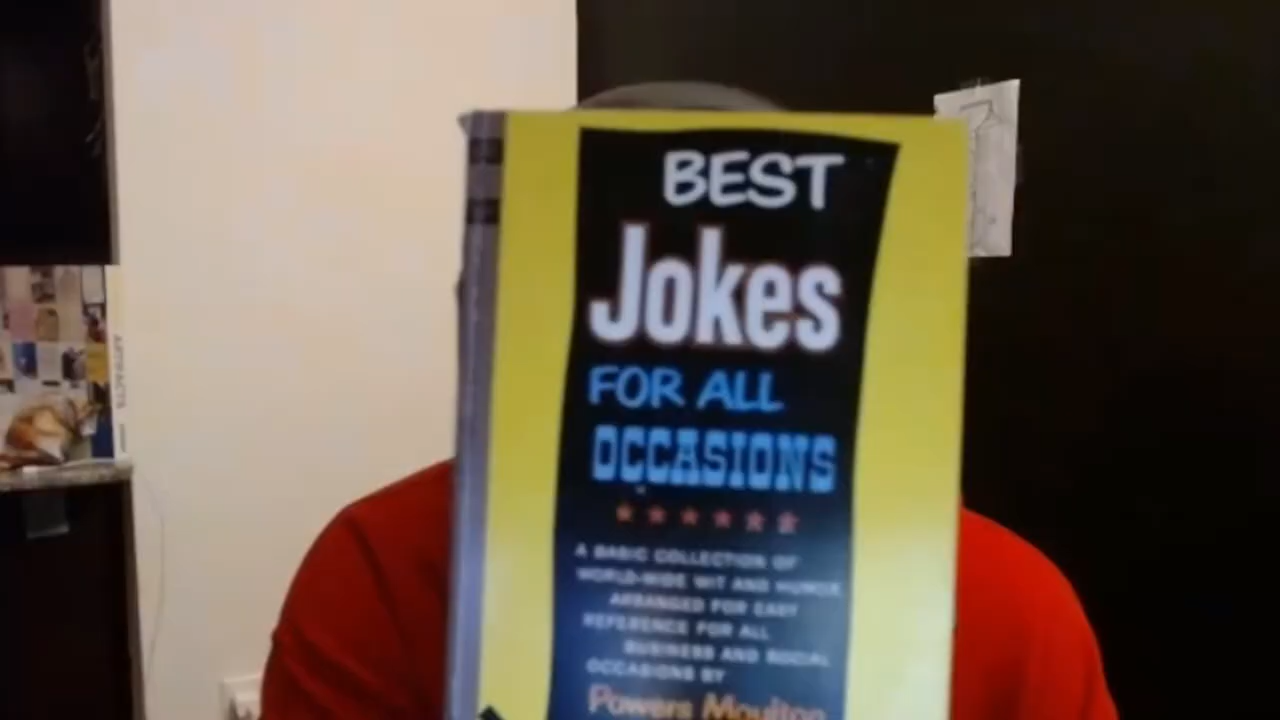 BEST
Jokes
FOR ALL
OCCASIONS
A BASIC COLLECTION OF
WORLD-WIDE WIT AND HUMOR
ARRANGED FOR EASY
REFERENCE FOR ALL
BUSINESS AND SOCIAL
OCCASIONS BY
Powers Moulton